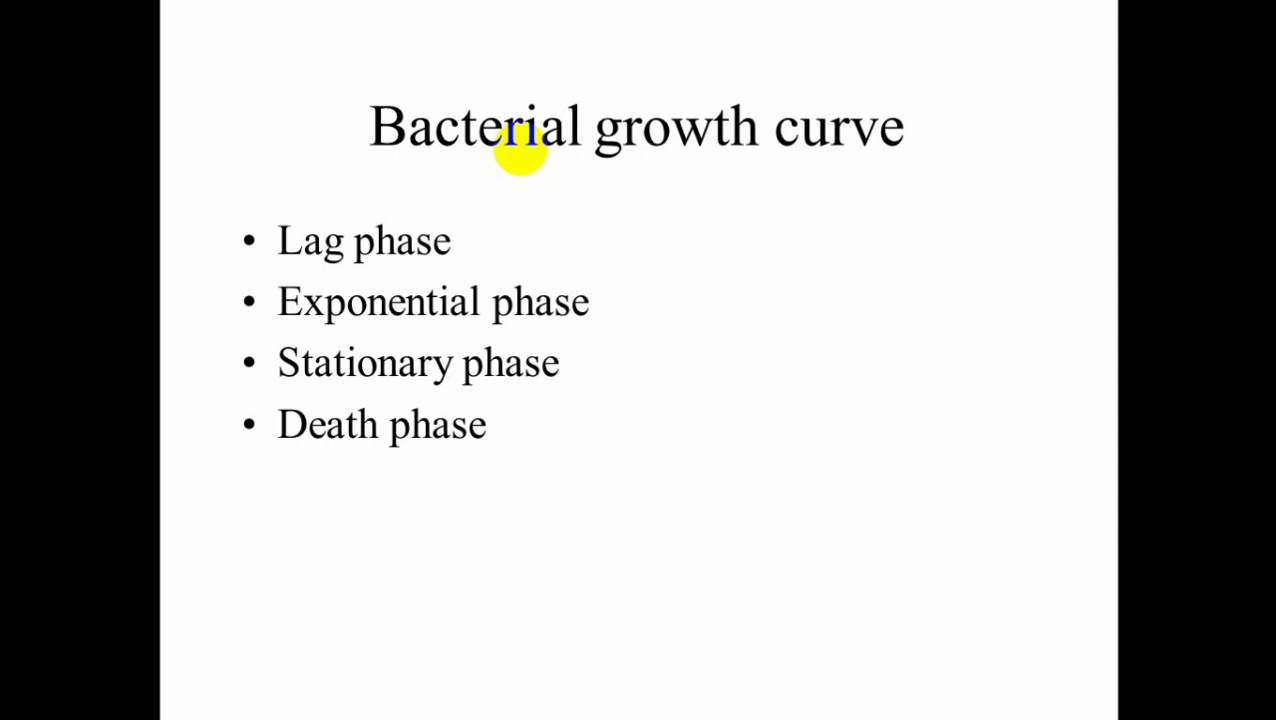 Bacterial growth curve
• Lag phase
• Exponential phase
• Stationary phase
• Death phase